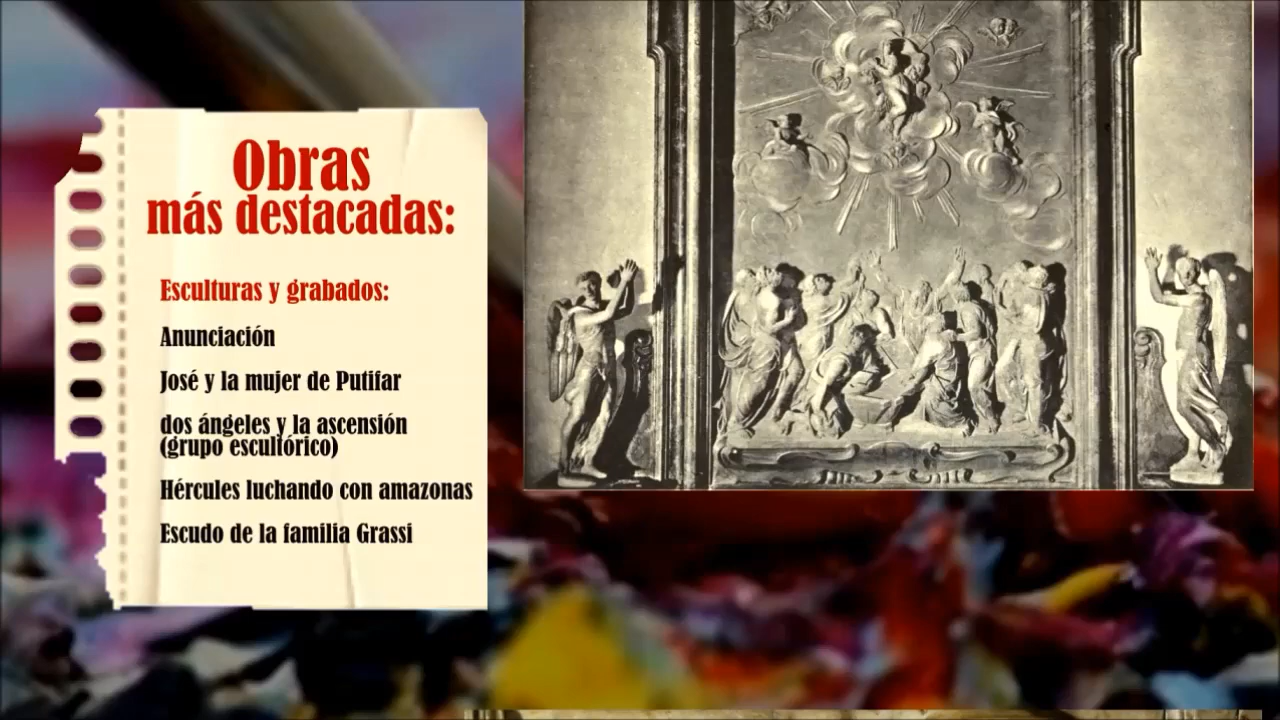 Obras
más destacadas:
Esculturas y grabados:
Anunciación
José y la mujer de Putifar
dos ángeles y la ascensión
(grupo escultórico)
Hércules luchando con amazonas
Escudo de la familia Grassi